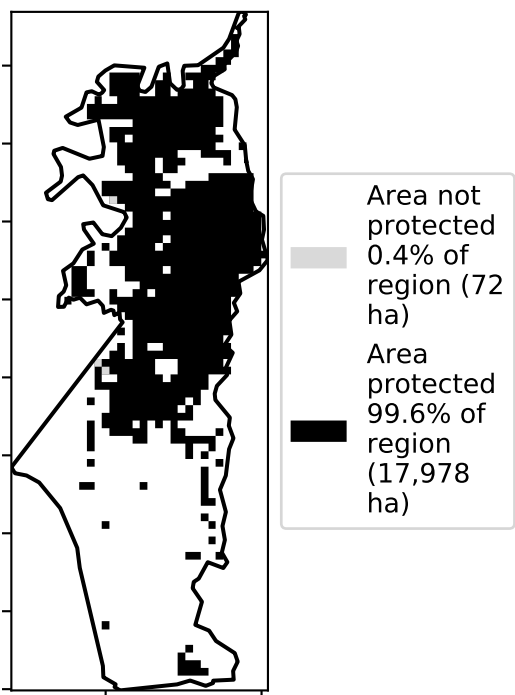 Area not
protected
0.4% of
region (72
ha)
Area
protected
99.6% of
region
(17,978
ha)